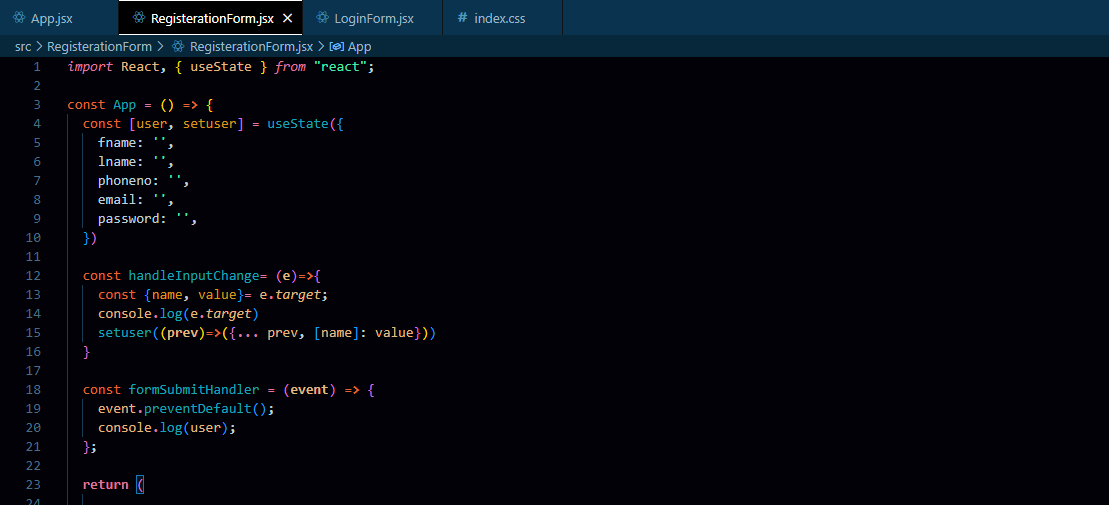 App.jsx RegisterationForm.jsx × LoginForm.jsx # index.css
src > RegisterationForm > RegisterationForm.jsx > App
1 import React, { useState } from "react";
2
3 const App = () => {
4 const [user, setuser] = useState({
5 fname: '',
6 lname: '',
7 phoneno: '',
8 email: '',
9 password: '',
10 })
11
12 const handleInputChange= (e)=>{
13 const {name, value}= e.target;
14 console.log(e.target)
15 setuser((prev)=>({... prev, [name]: value}))
16 }
17
18 const formSubmitHandler = (event) => {
19 event.preventDefault();
20 console.log(user);
21 };
22
23 return (
24